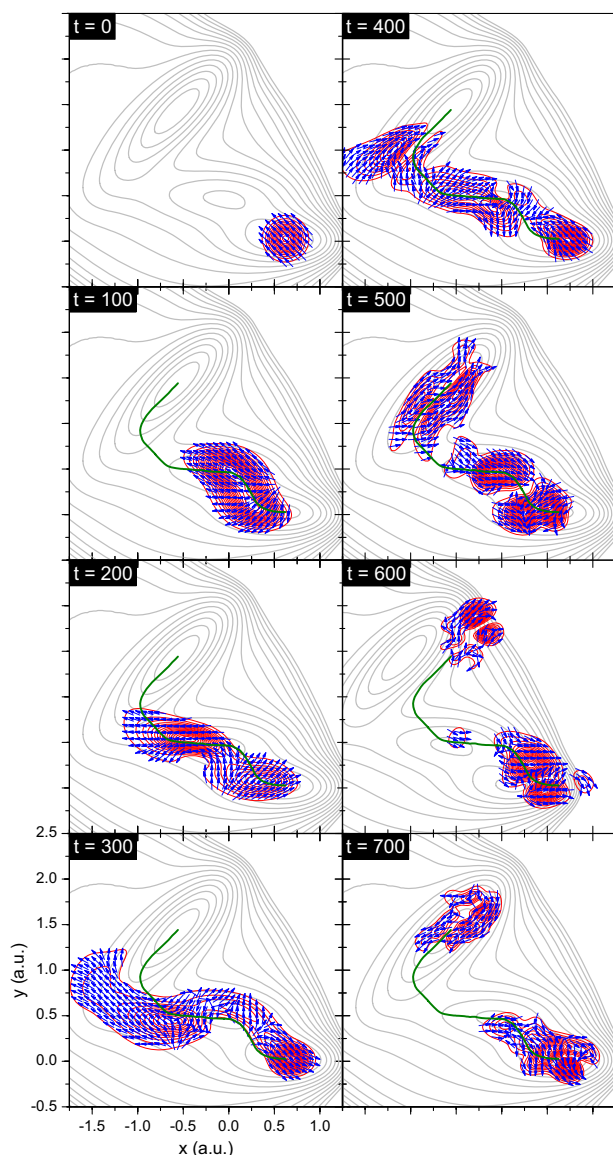 t = 0
t = 400
t = 100
t = 500
t = 200
t = 600
2.5
t = 300
t = 700
2.0
1.5
y (a.u.)
1.0
0.5
0.0
-0.5
-1.5 -1.0 -0.5 0.0 0.5 1.0
x (a.u.)